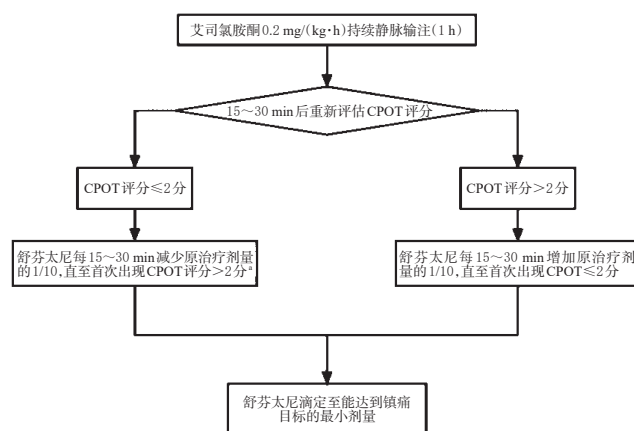 艾司氯胺酮0.2 mg/(kg•h)持续静脉输注(1 h)
15～30 min后重新评估CPOT评分
CPOT评分≤2分
CPOT评分＞2分
舒芬太尼每15～30 min减少原治疗剂量
的1/10,直至首次出现CPOT评分＞2分ª
舒芬太尼每15～30 min增加原治疗剂
量的1/10,直至首次出现CPOT≤2分
舒芬太尼滴定至能达到镇痛
目标的最小剂量